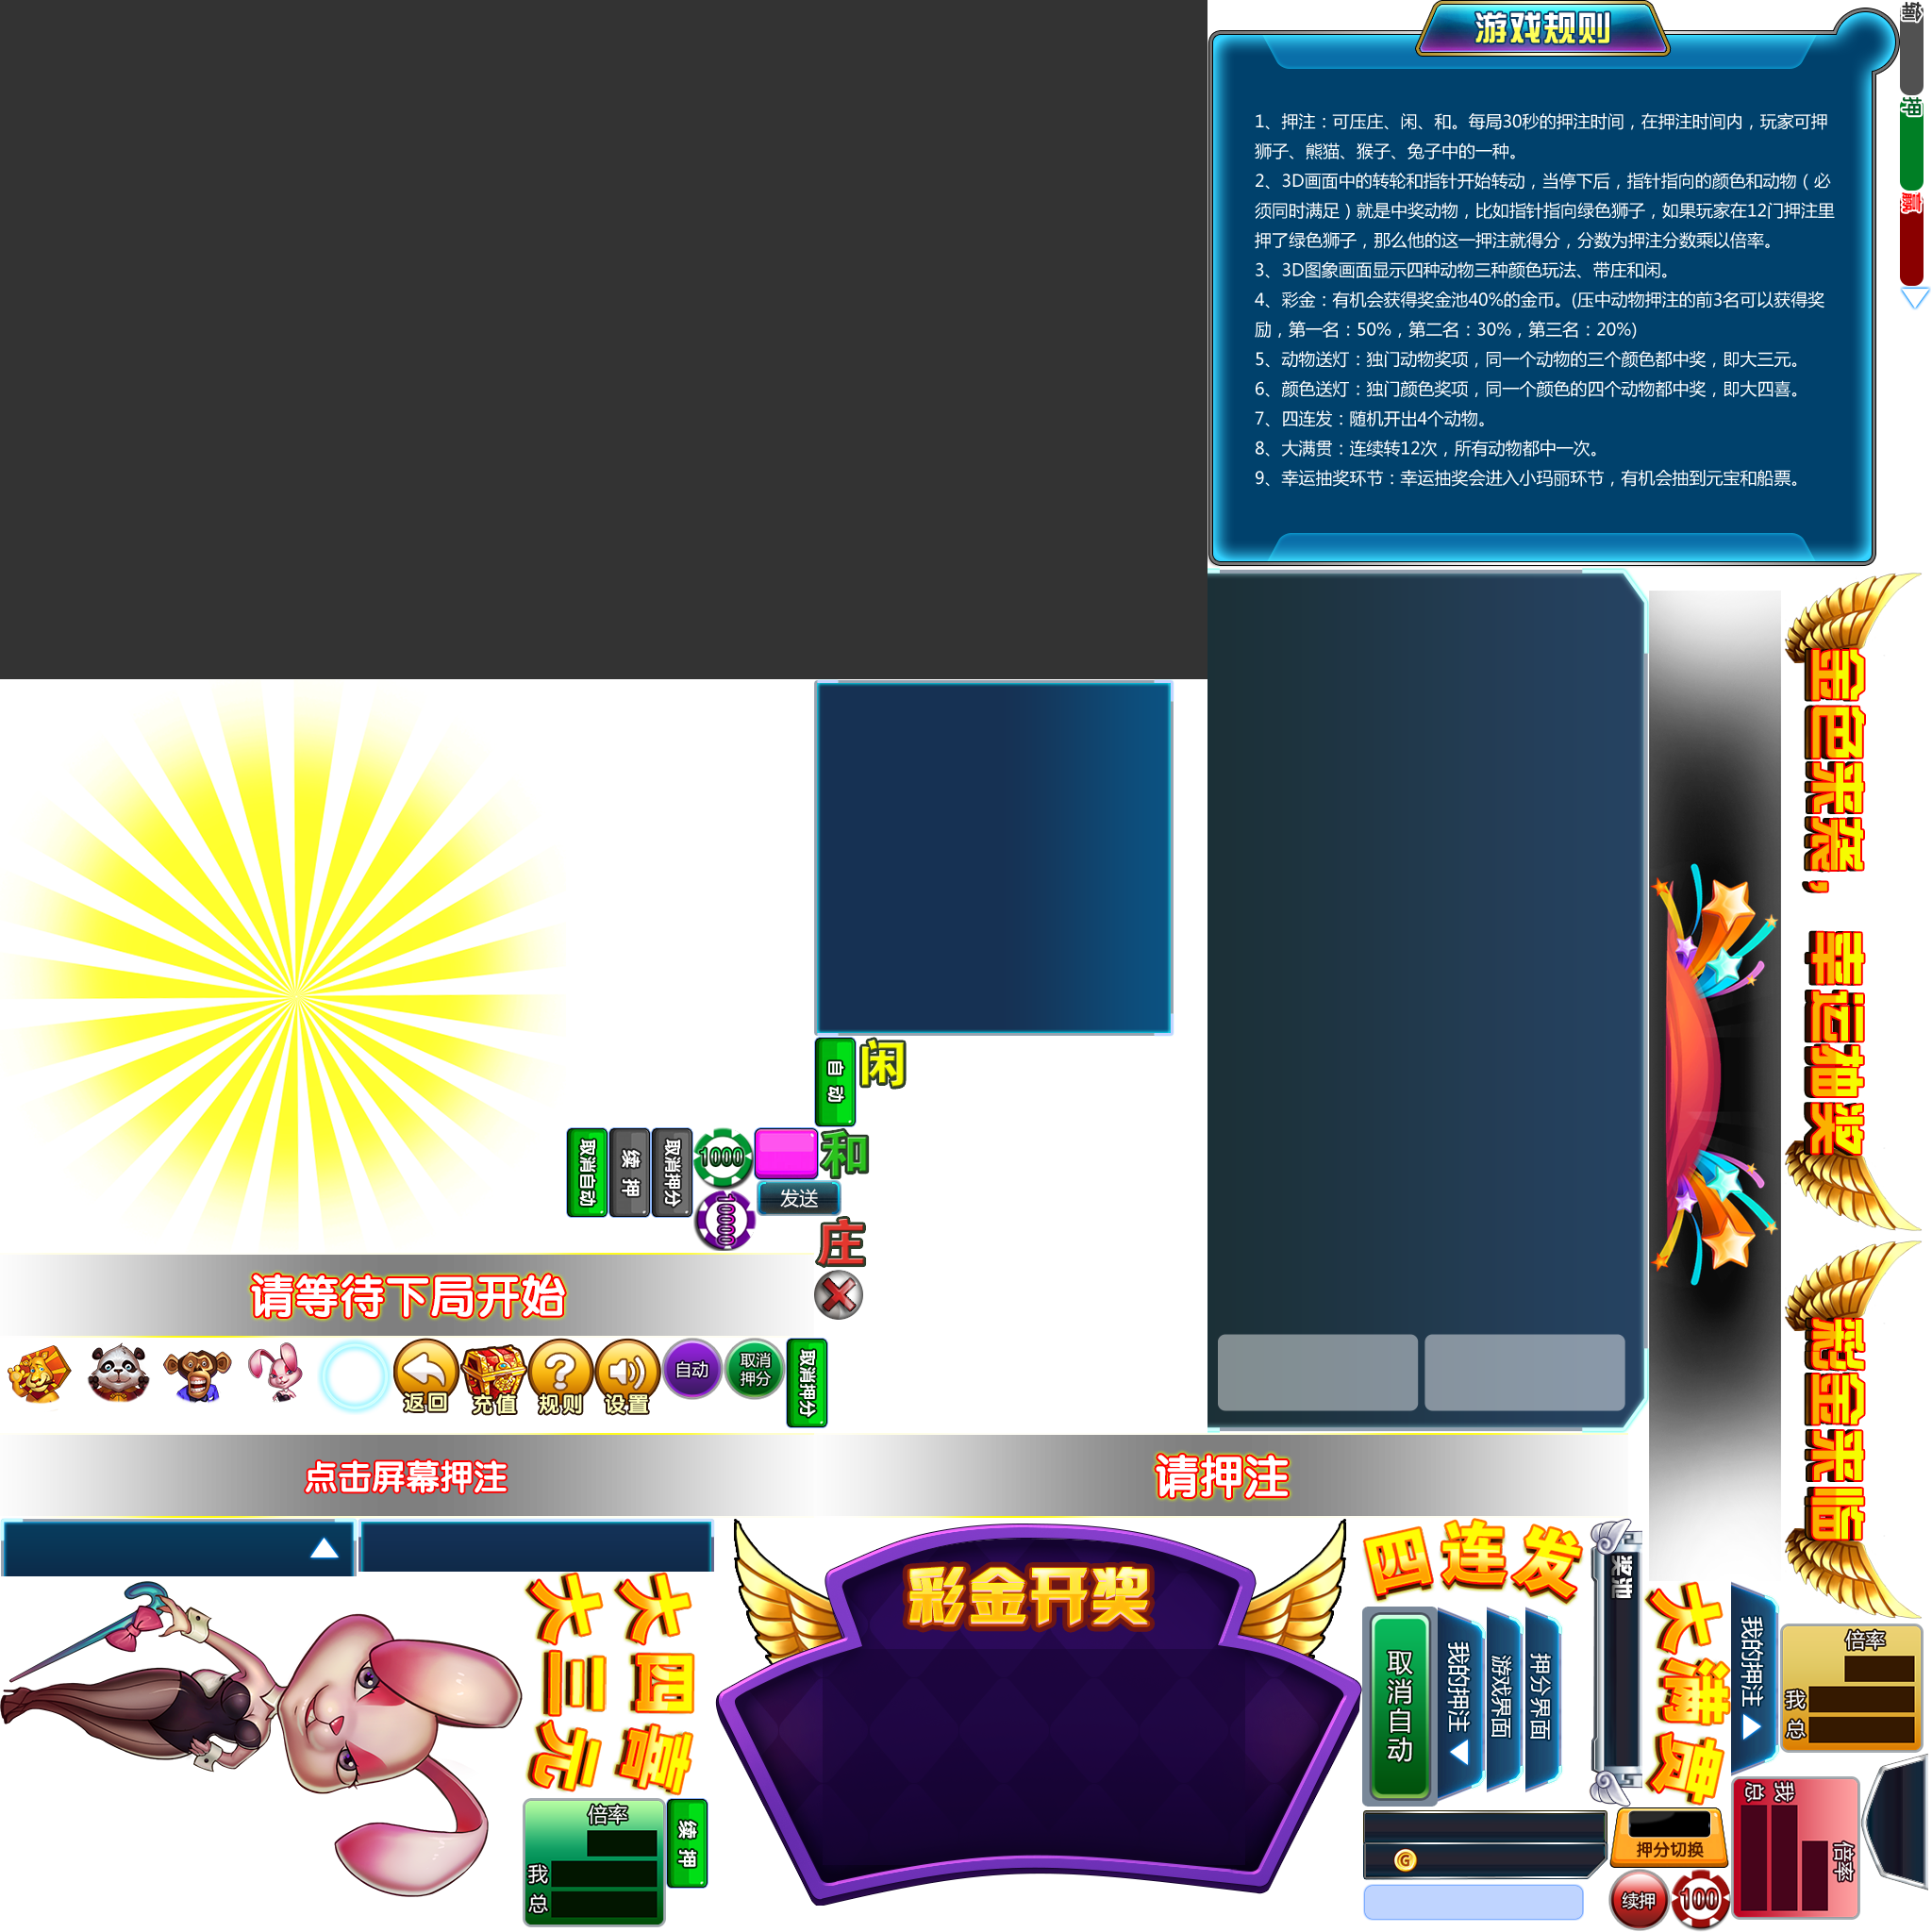 游戏规则
1、押注：可压庄、闲、和。每局30秒的押注时间，在押注时间内，玩家可押
狮子、熊猫、猴子、兔子中的一种。
2、3D画面中的转轮和指针开始转动，当停下后，指针指向的颜色和动物（必
须同时满足）就是中奖动物，比如指针指向绿色狮子，如果玩家在12门押注里
押了绿色狮子，那么他的这一押注就得分，分数为押注分数乘以倍率。
3、3D图象画面显示四种动物三种颜色玩法、带庄和闲。
4、彩金：有机会获得奖金池40%的金币。(压中动物押注的前3名可以获得奖
励，第一名：50%，第二名：30%，第三名：20%)
5、动物送灯：独门动物奖项，同一个动物的三个颜色都中奖，即大三元。
6、颜色送灯：独门颜色奖项，同一个颜色的四个动物都中奖，即大四喜。
7、四连发：随机开出4个动物。
8、大满贯：连续转12次，所有动物都中一次。
9、幸运抽奖环节：幸运抽奖会进入小玛丽环节，有机会抽到元宝和船票。
押
赢
金色来袭，幸运抽奖
彩金来临
自动
闲
取消自动
续押
取消押分
1000
10000
和
发送
庄
请等待下局开始
返回
充值
规则
设置
自动
取消
押分
取消押分
点击屏幕押注
请押注
彩金开奖
四连发
奖池
大满贯
大三元
大四喜
取消自动
我的押注
游戏界面
押分界面
我的押注
倍率
我
总
倍率
我
总
续押
G
押分切换
续押
100
倍率
我
总